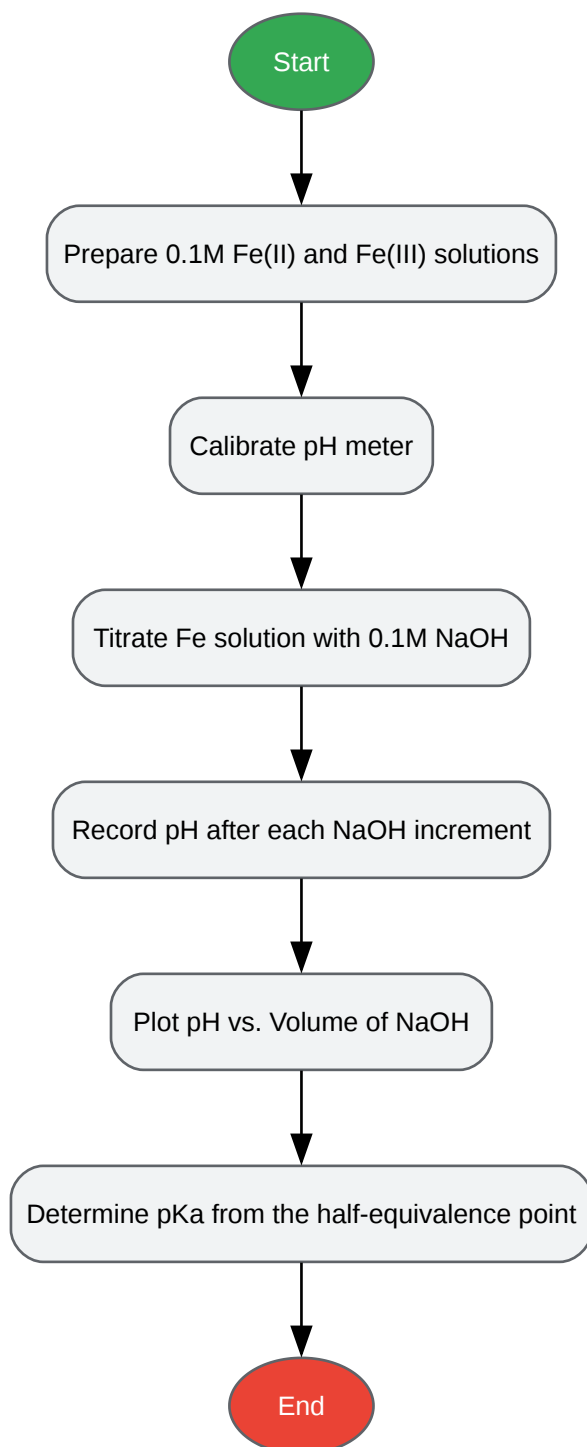 Start
Prepare 0.1M Fe(II) and Fe(III) solutions
Calibrate pH meter
Titrate Fe solution with 0.1M NaOH
Record pH after each NaOH increment
Plot pH vs. Volume of NaOH
Determine pKa from the half-equivalence point
End